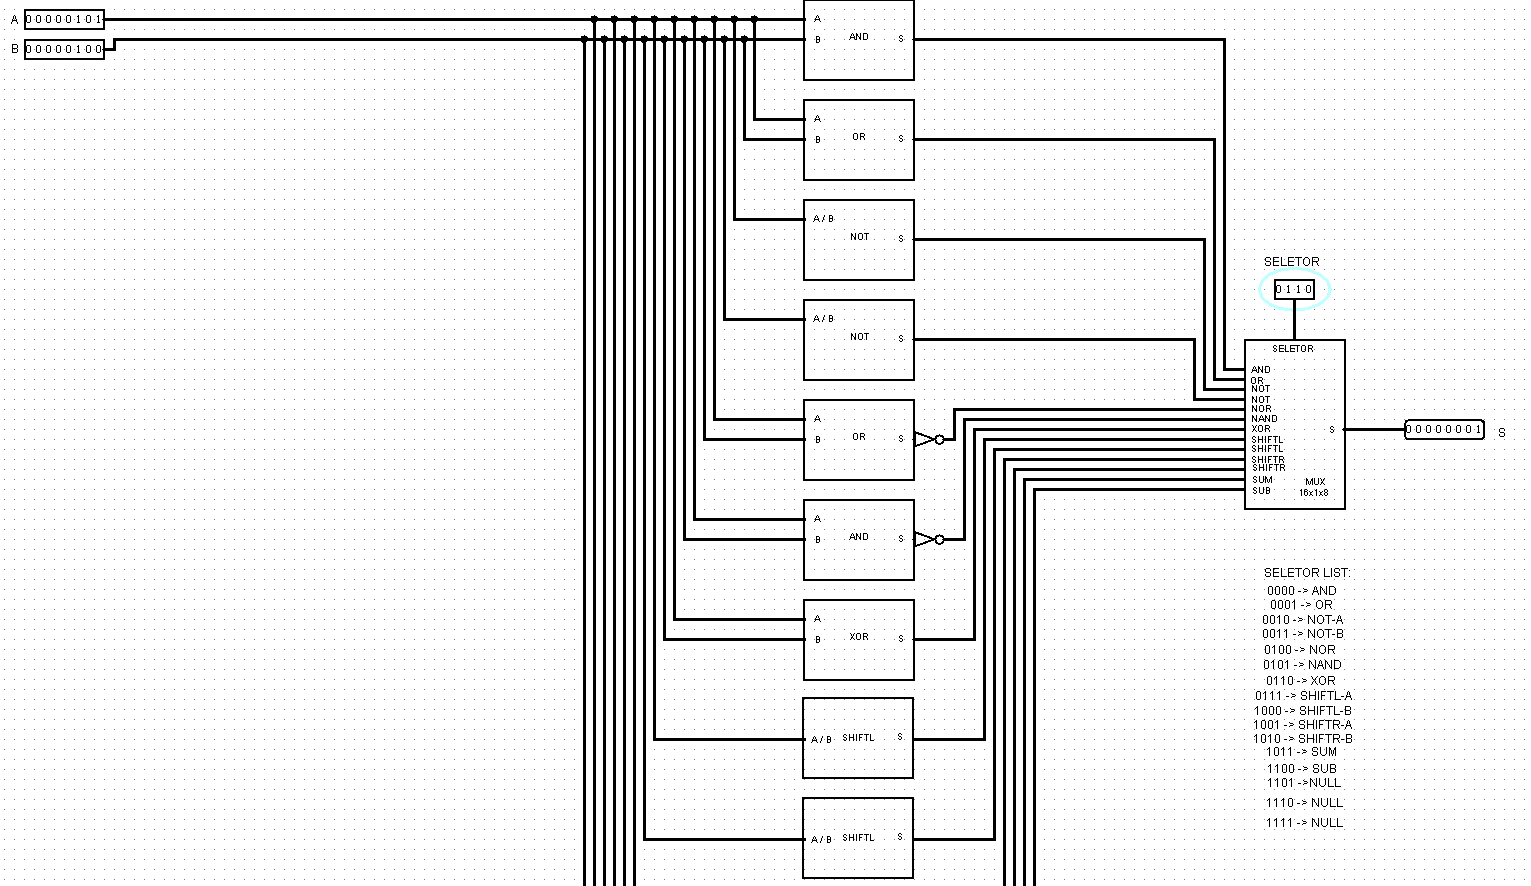 A 00000101
B 00000100
A
B
AND
S
A
B
OR
S
A / B
NOT
S
A / B
NOT
S
A
B
OR
S
A
B
AND
S
A
B
XOR
S
A / B
SHIFTL
S
A / B
SHIFTL
S
SELETOR
0110
SELETOR
AND
OR
NOT
NOT
NOR
NAND
XOR
SHIFTL
SHIFTL
SHIFTR
SHIFTR
SUM
SUB
MUX
16x1x8
S
00000001 S
SELETOR LIST:
0000 -> AND
0001 -> OR
0010 -> NOT-A
0011 -> NOT-B
0100 -> NOR
0101 -> NAND
0110 -> XOR
0111 -> SHIFTL-A
1000 -> SHIFTL-B
1001 -> SHIFTR-A
1010 -> SHIFTR-B
1011 -> SUM
1100 -> SUB
1101 ->NULL
1110 -> NULL
1111 -> NULL